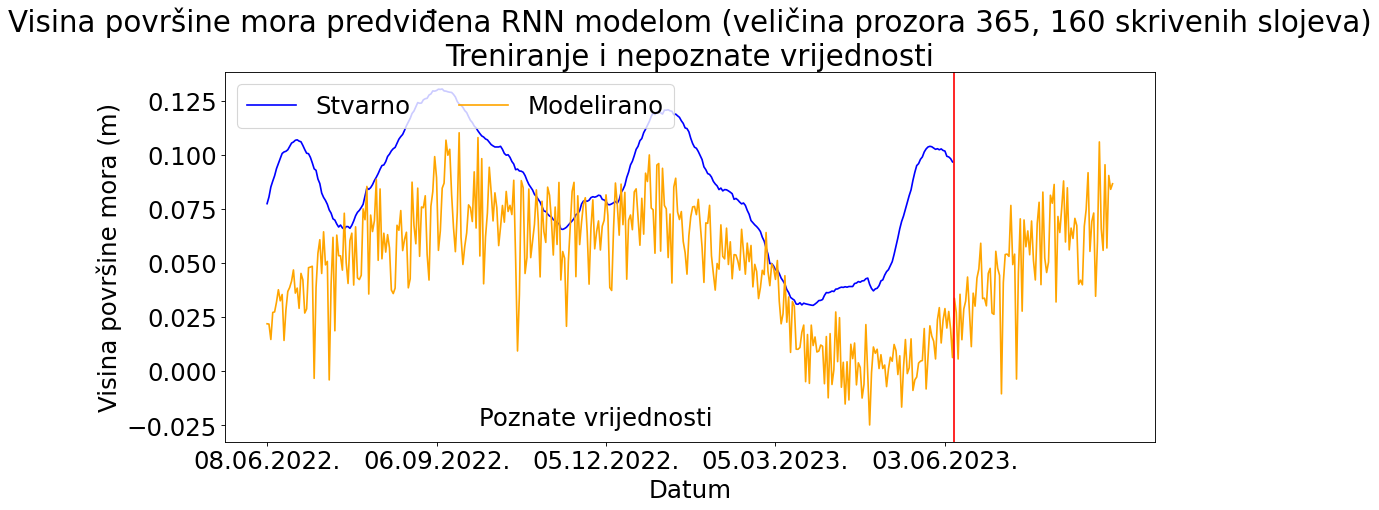 Visina površine mora predviđena RNN modelom (veličina prozora 365, 160 skrivenih slojeva)
Treniranje i nepoznate vrijednosti
Stvarno
Modelirano
Visina površine mora (m)
0.125
0.100
0.075
0.050
0.025
0.000
−0.025
Poznate vrijednosti
08.06.2022.
06.09.2022.
05.12.2022.
05.03.2023.
03.06.2023.
Datum